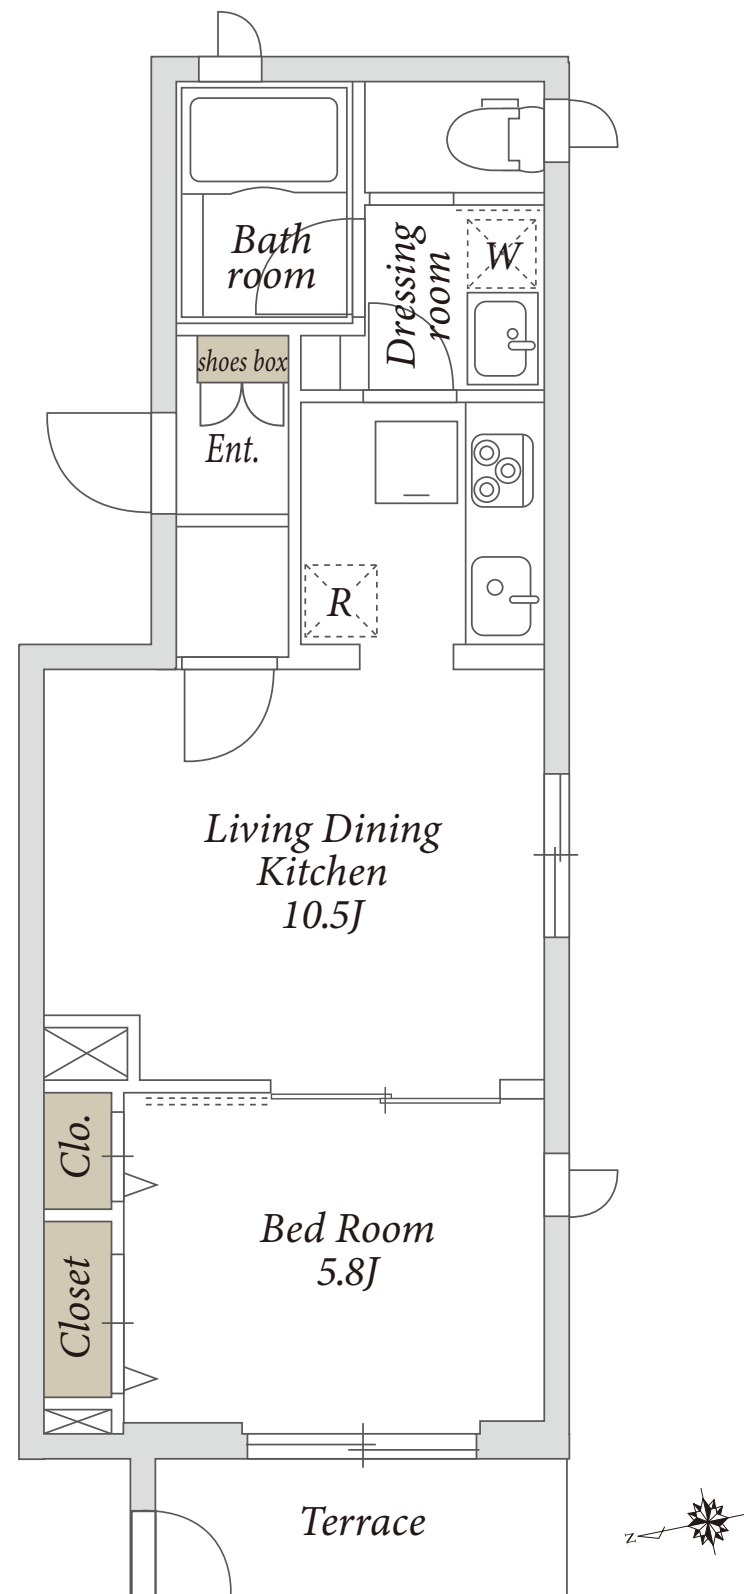 Bath
room
Dressing
room
W
shoes box
Ent.
R
Living Dining
Kitchen
10.5J
Clo.
Bed Room
5.8J
Closet
Terrace
N